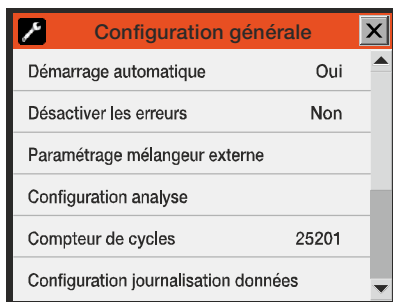 Configuration générale
Démarrage automatique Oui
Désactiver les erreurs Non
Paramétrage mélangeur externe
Configuration analyse
Compteur de cycles 25201
Configuration journalisation données